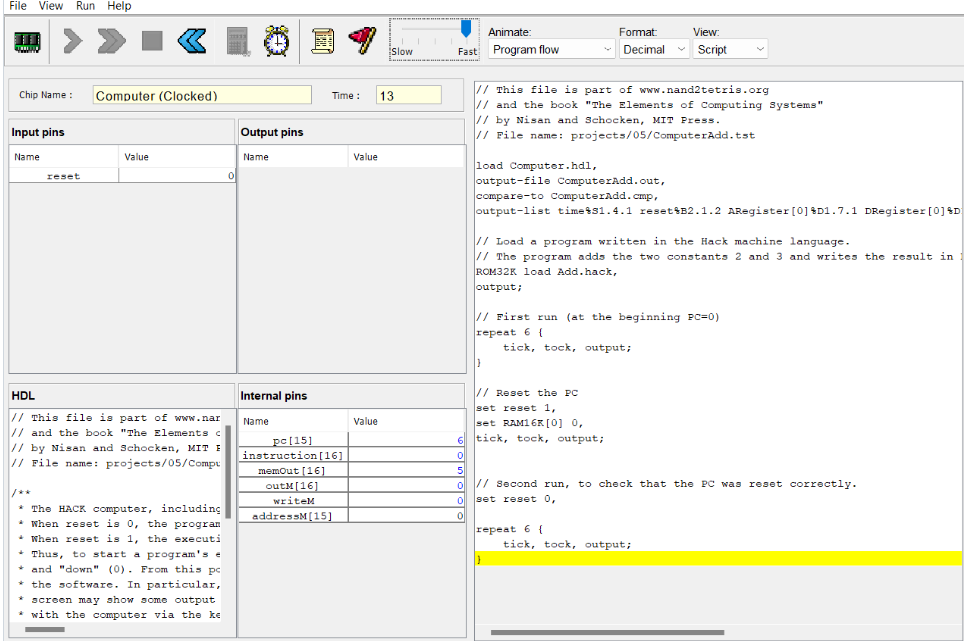 File View Run Help
Animate: Format: View:
Slow Fast Program flow Decimal Script
Chip Name : Computer (Clocked) Time : 13
Input pins
Name Value
reset 0
Output pins
Name Value
HDL
// This file is part of www.nan
// and the book "The Elements o
// by Nisan and Schocken, MIT P
// File name: projects/05/Compu
/**
* The HACK computer, including
* When reset is 0, the program
* When reset is 1, the executi
* Thus, to start a program's e
* and "down" (0). From this po
* the software. In particular,
* screen may show some output
* with the computer via the ke
Internal pins
Name Value
pc[15] 6
instruction[16] 0
memOut[16] 5
outM[16] 0
writeM 0
addressM[15] 0
// This file is part of www.nand2tetris.org
// and the book "The Elements of Computing Systems"
// by Nisan and Schocken, MIT Press.
// File name: projects/05/ComputerAdd.tst
load Computer.hdl,
output-file ComputerAdd.out,
compare-to ComputerAdd.cmp,
output-list time%S1.4.1 reset%B2.1.2 ARegister[0]%D1.7.1 DRegister[0]%D
// Load a program written in the Hack machine language.
// The program adds the two constants 2 and 3 and writes the result in
ROM32K load Add.hack,
output;
// First run (at the beginning PC=0)
repeat 6 {
tick, tock, output;
}
// Reset the PC
set reset 1,
set RAM16K[0] 0,
tick, tock, output;
// Second run, to check that the PC was reset correctly.
set reset 0,
repeat 6 {
tick, tock, output;
}